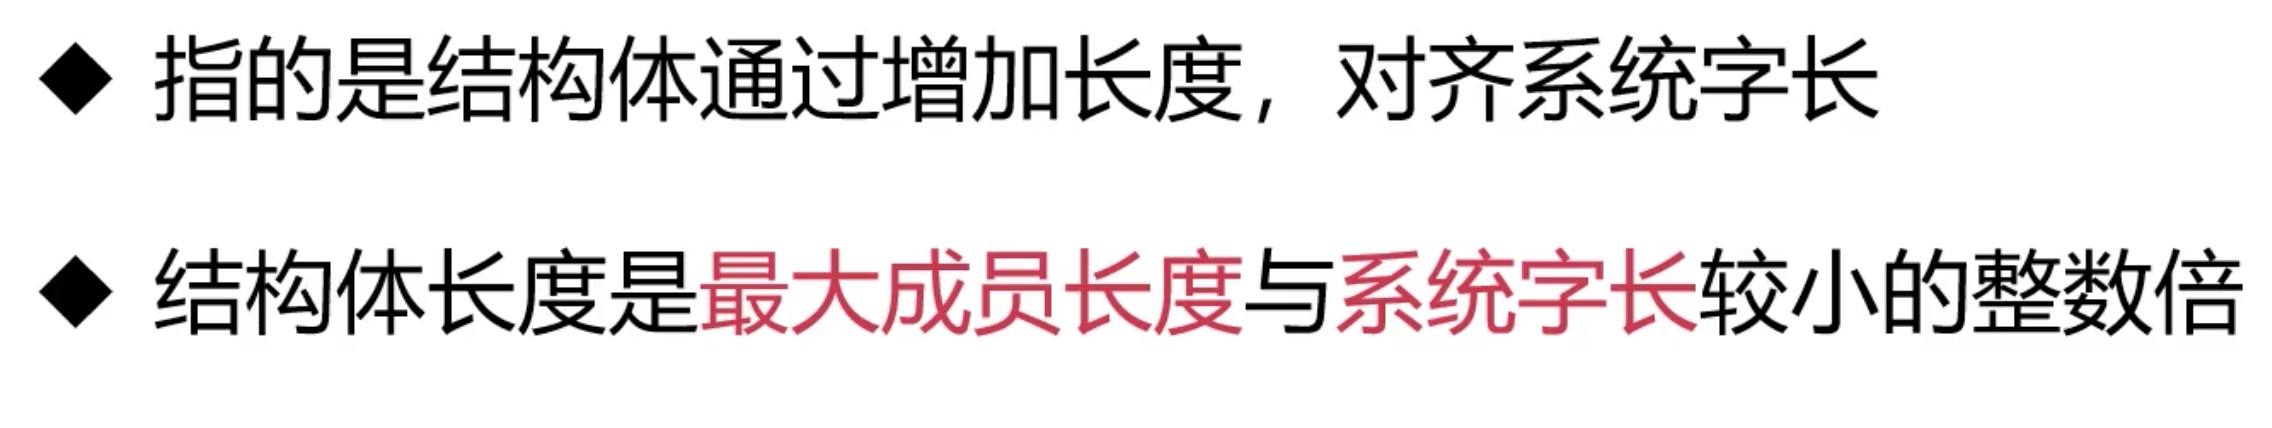 ◆ 指的是结构体通过增加长度，对齐系统字长
◆ 结构体长度是最大成员长度与系统字长较小的整数倍